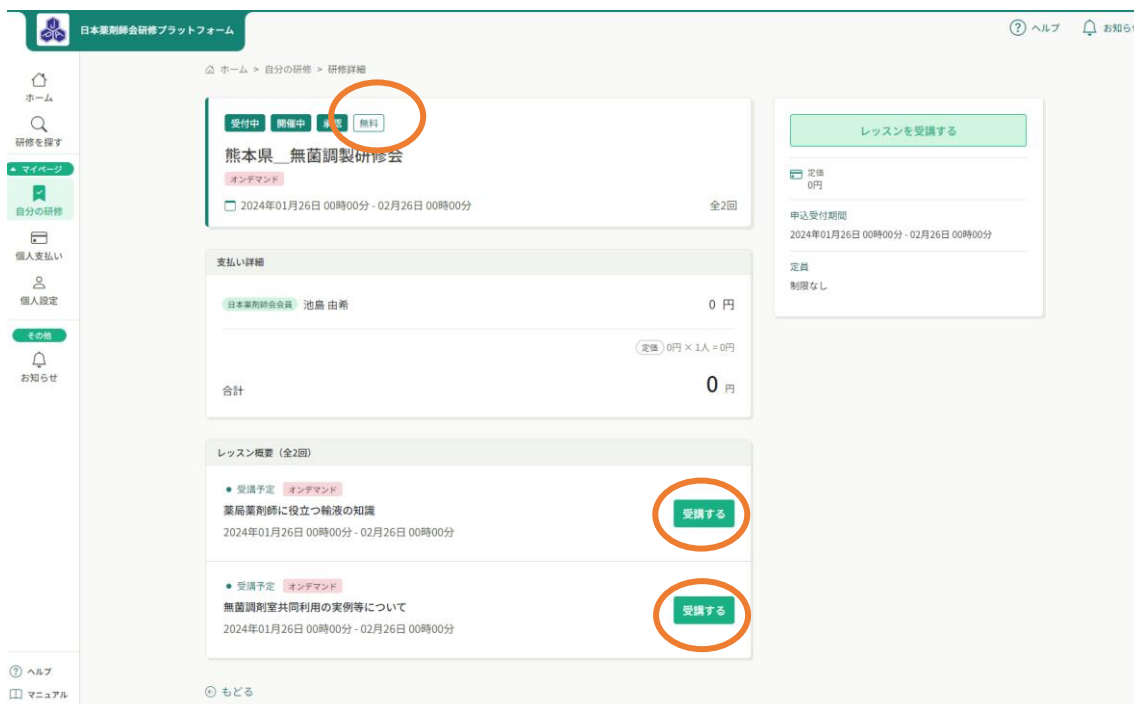 日本薬剤師会研修プラットフォーム
ヘルプ
お知らせ
ホーム
研修を探す
マイページ
自分の研修
個人支払い
個人設定
その他
お知らせ
ヘルプ
マニュアル
ホーム > 自分の研修 > 研修詳細
受付中 開催中 承認 無料
熊本県__無菌調製研修会
オンデマンド
2024年01月26日 00時00分 - 02月26日 00時00分 全2回
支払い詳細
日本薬剤師会会員 池島 由希 0 円
定価 0円 × 1人 = 0円
合計 0 円
レッスン概要（全2回）
受講予定 オンデマンド
薬局薬剤師に役立つ輸液の知識
2024年01月26日 00時00分 - 02月26日 00時00分
受講する
受講予定 オンデマンド
無菌調剤室共同利用の実例等について
2024年01月26日 00時00分 - 02月26日 00時00分
受講する
もどる
レッスンを受講する
定価
0円
申込受付期間
2024年01月26日 00時00分 - 02月26日 00時00分
定員
制限なし